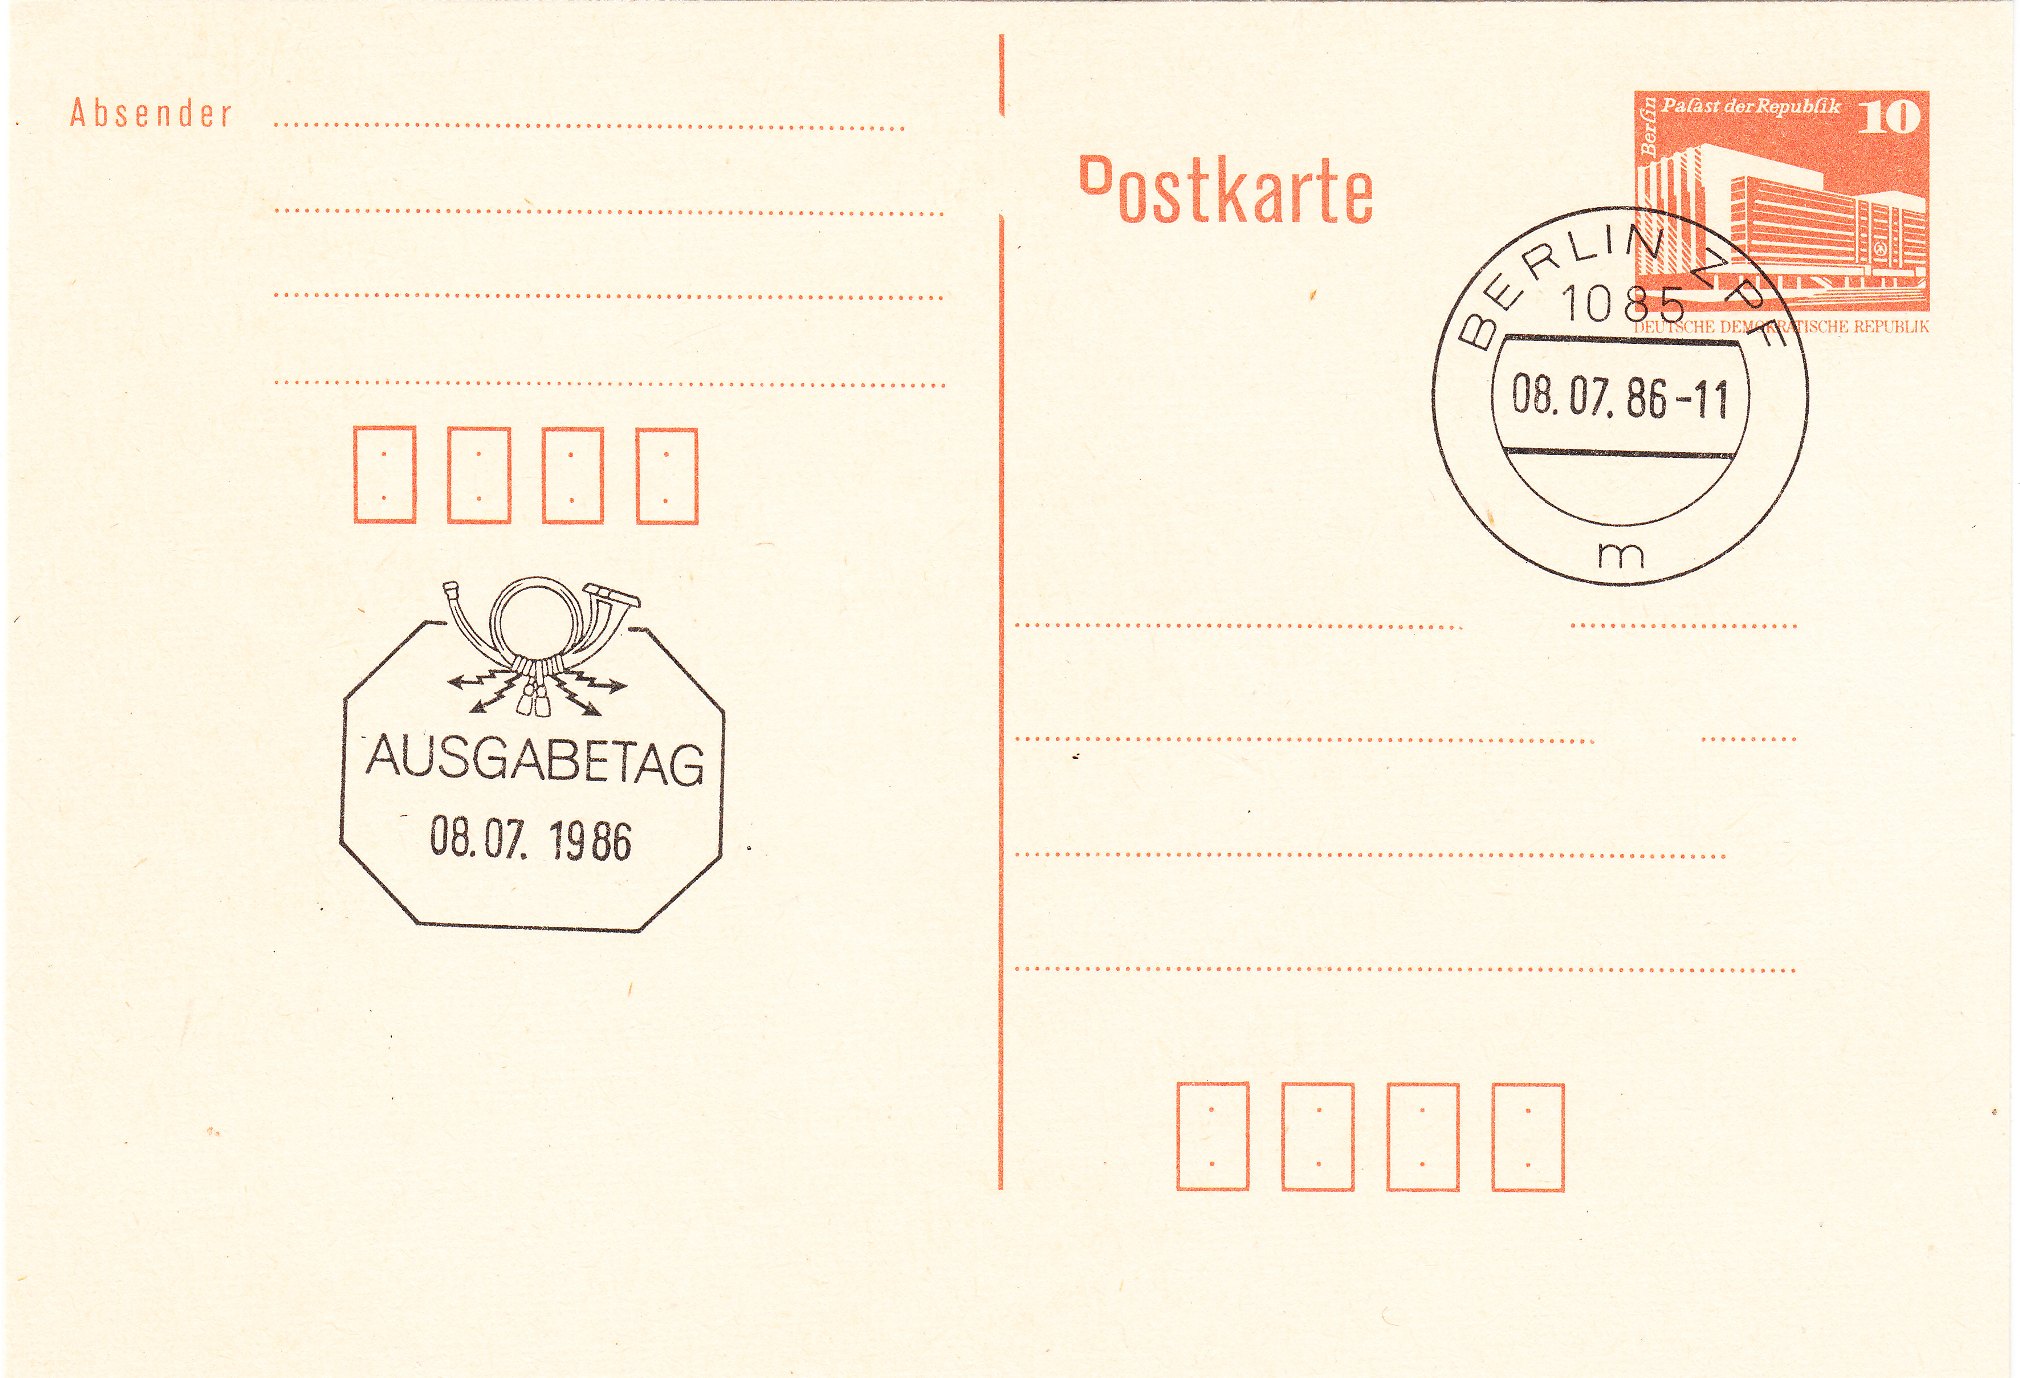 Absender
Postkarte
Berlin
Palast der Republik 10
DEUTSCHE DEMOKRATISCHE REPUBLIK
BERLIN ZPF
1085
08.07.86-11
m
AUSGABETAG
08.07.1986